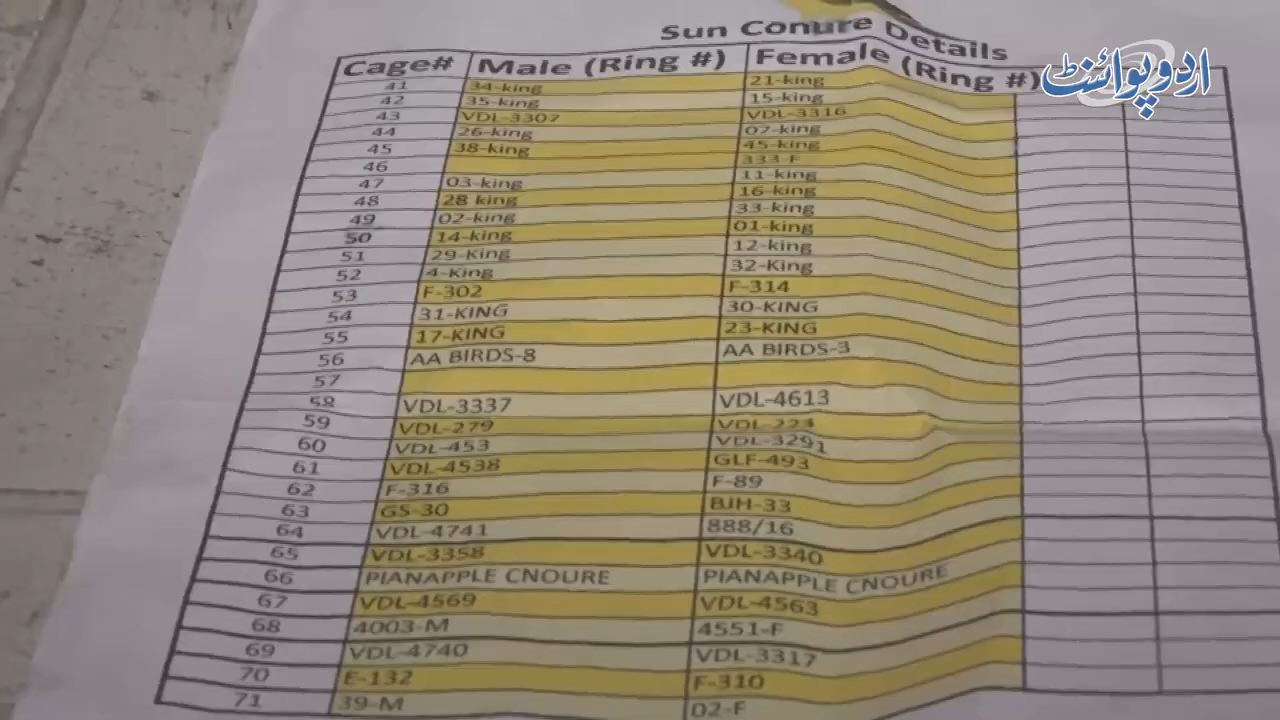 Sun Conure Details
اردو پوائنٹ
Cage# Male (Ring #) Female (Ring #)
41 34-king 21-king
42 35-king 15-king
43 VDL-3307 VDL-3316
44 26-king 07-king
45 38-king 45-king
46 333-F
47 03-king 11-king
48 28 king 16-king
49 02-king 33-king
50 14-king 01-king
51 29-King 12-king
52 4-King 32-King
53 F-302 F-314
54 31-KING 30-KING
55 17-KING 23-KING
56 AA BIRDS-8 AA BIRDS-3
57
58 VDL-3337 VDL-4613
59 VDL-279 VDL-223
60 VDL-453 VDL-3291
61 VDL-4538 GLF-493
62 F-316 F-89
63 GS-30 BJH-33
64 VDL-4741 888/16
65 VDL-3358 VDL-3340
66 PIANAPPLE CNOURE PIANAPPLE CNOURE
67 VDL-4569 VDL-4563
68 4003-M 4551-F
69 VDL-4740 VDL-3317
70 E-132 F-310
71 39-M 02-F